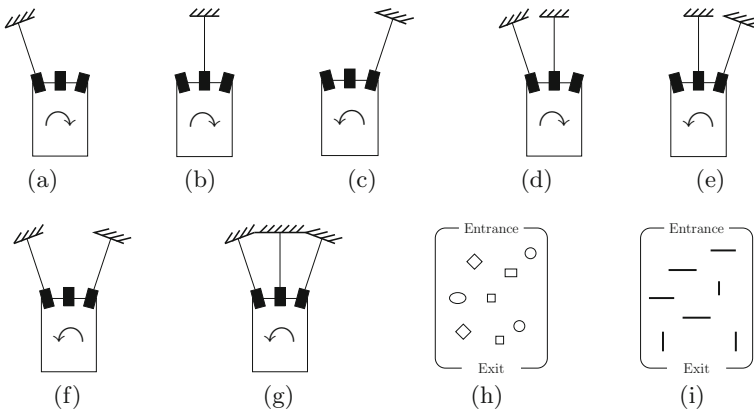 (a) (b) (c) (d) (e)
Entrance Entrance
Exit Exit
(f) (g) (h) (i)